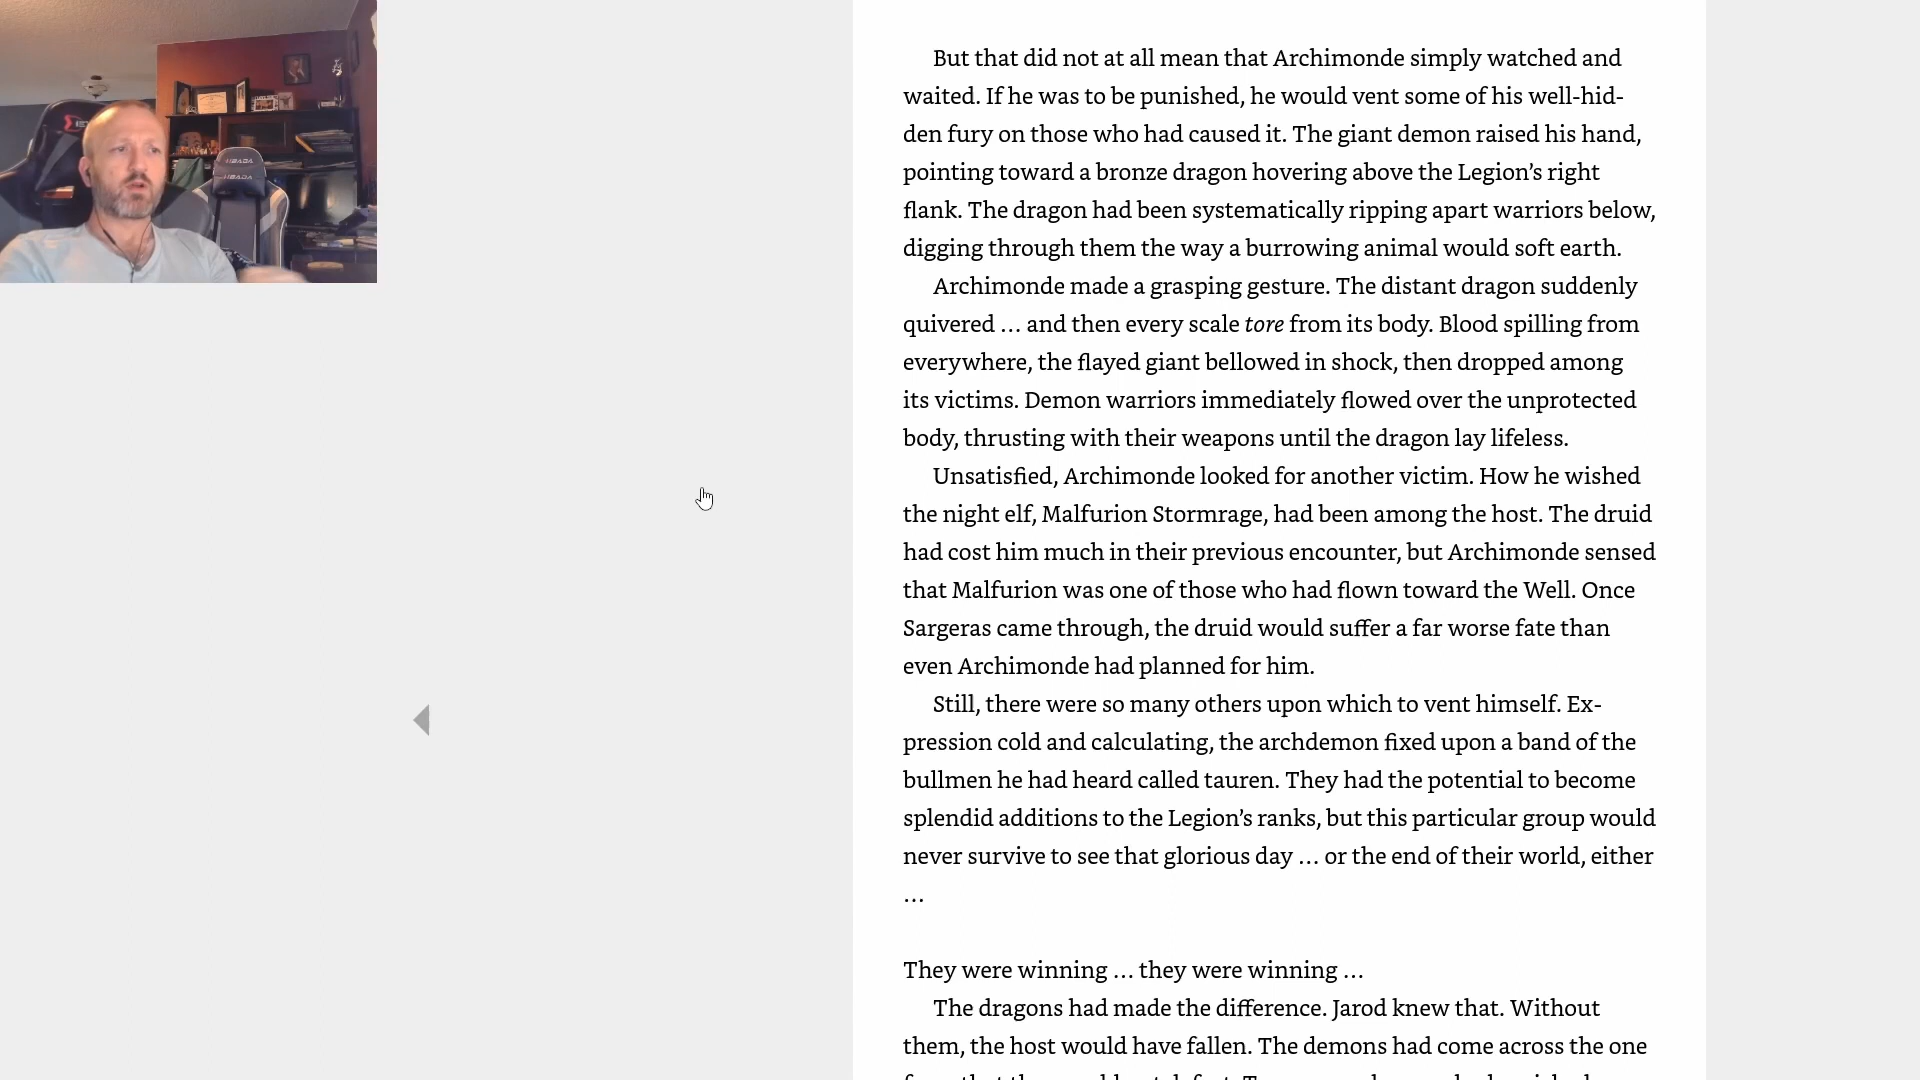 But that did not at all mean that Archimonde simply watched and
waited. If he was to be punished, he would vent some of his well-hid-
den fury on those who had caused it. The giant demon raised his hand,
pointing toward a bronze dragon hovering above the Legion’s right
flank. The dragon had been systematically ripping apart warriors below,
digging through them the way a burrowing animal would soft earth.
Archimonde made a grasping gesture. The distant dragon suddenly
quivered … and then every scale tore from its body. Blood spilling from
everywhere, the flayed giant bellowed in shock, then dropped among
its victims. Demon warriors immediately flowed over the unprotected
body, thrusting with their weapons until the dragon lay lifeless.
Unsatisfied, Archimonde looked for another victim. How he wished
the night elf, Malfurion Stormrage, had been among the host. The druid
had cost him much in their previous encounter, but Archimonde sensed
that Malfurion was one of those who had flown toward the Well. Once
Sargeras came through, the druid would suffer a far worse fate than
even Archimonde had planned for him.
Still, there were so many others upon which to vent himself. Ex-
pression cold and calculating, the archdemon fixed upon a band of the
bullmen he had heard called tauren. They had the potential to become
splendid additions to the Legion’s ranks, but this particular group would
never survive to see that glorious day … or the end of their world, either
…
They were winning … they were winning …
The dragons had made the difference. Jarod knew that. Without
them, the host would have fallen. The demons had come across the one